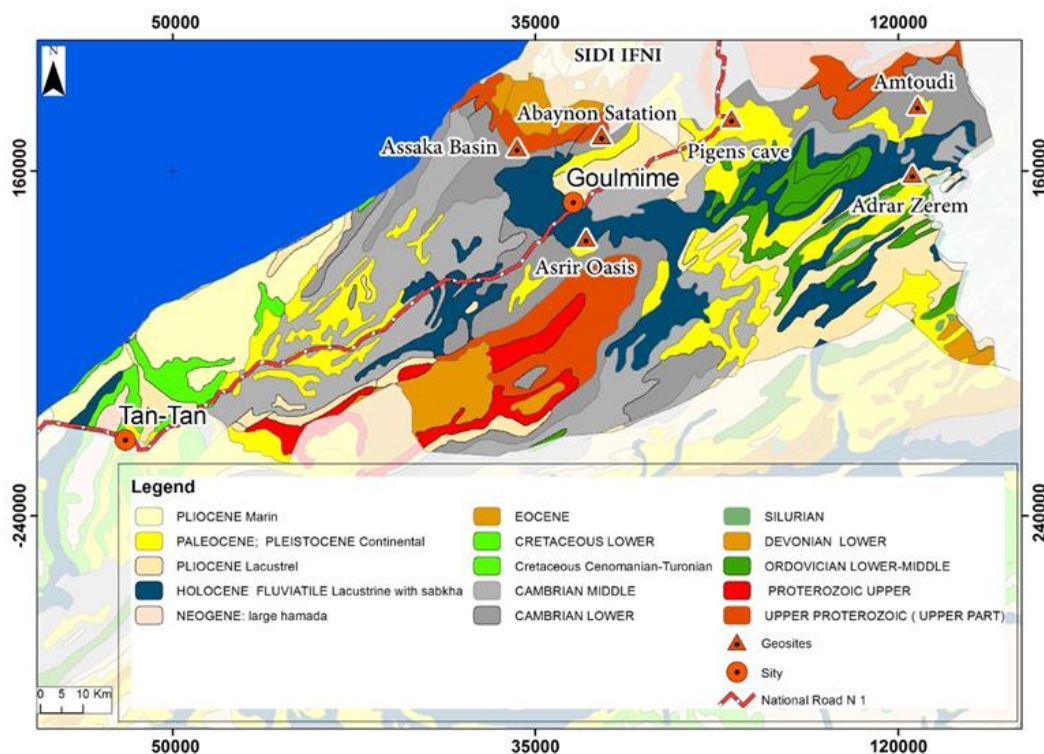 50000 35000 120000
N
SIDI IFNI
Amtoudi
Abaynon Satation
Assaka Basin
Pigens cave
160000 160000
Goulmime
Adrar Zerem
Asrir Oasis
Tan-Tan
-240000 240000
Legend
PLIOCENE Marin
PALEOCENE; PLEISTOCENE Continental
PLIOCENE Lacustrel
HOLOCENE FLUVIATILE Lacustrine with sabkha
NEOGENE: large hamada
EOCENE
CRETACEOUS LOWER
Cretaceous Cenomanian-Turonian
CAMBRIAN MIDDLE
CAMBRIAN LOWER
SILURIAN
DEVONIAN LOWER
ORDOVICIAN LOWER-MIDDLE
PROTEROZOIC UPPER
UPPER PROTEROZOIC ( UPPER PART)
Geosites
Sity
National Road N 1
0 5 10 Km
50000 35000 120000